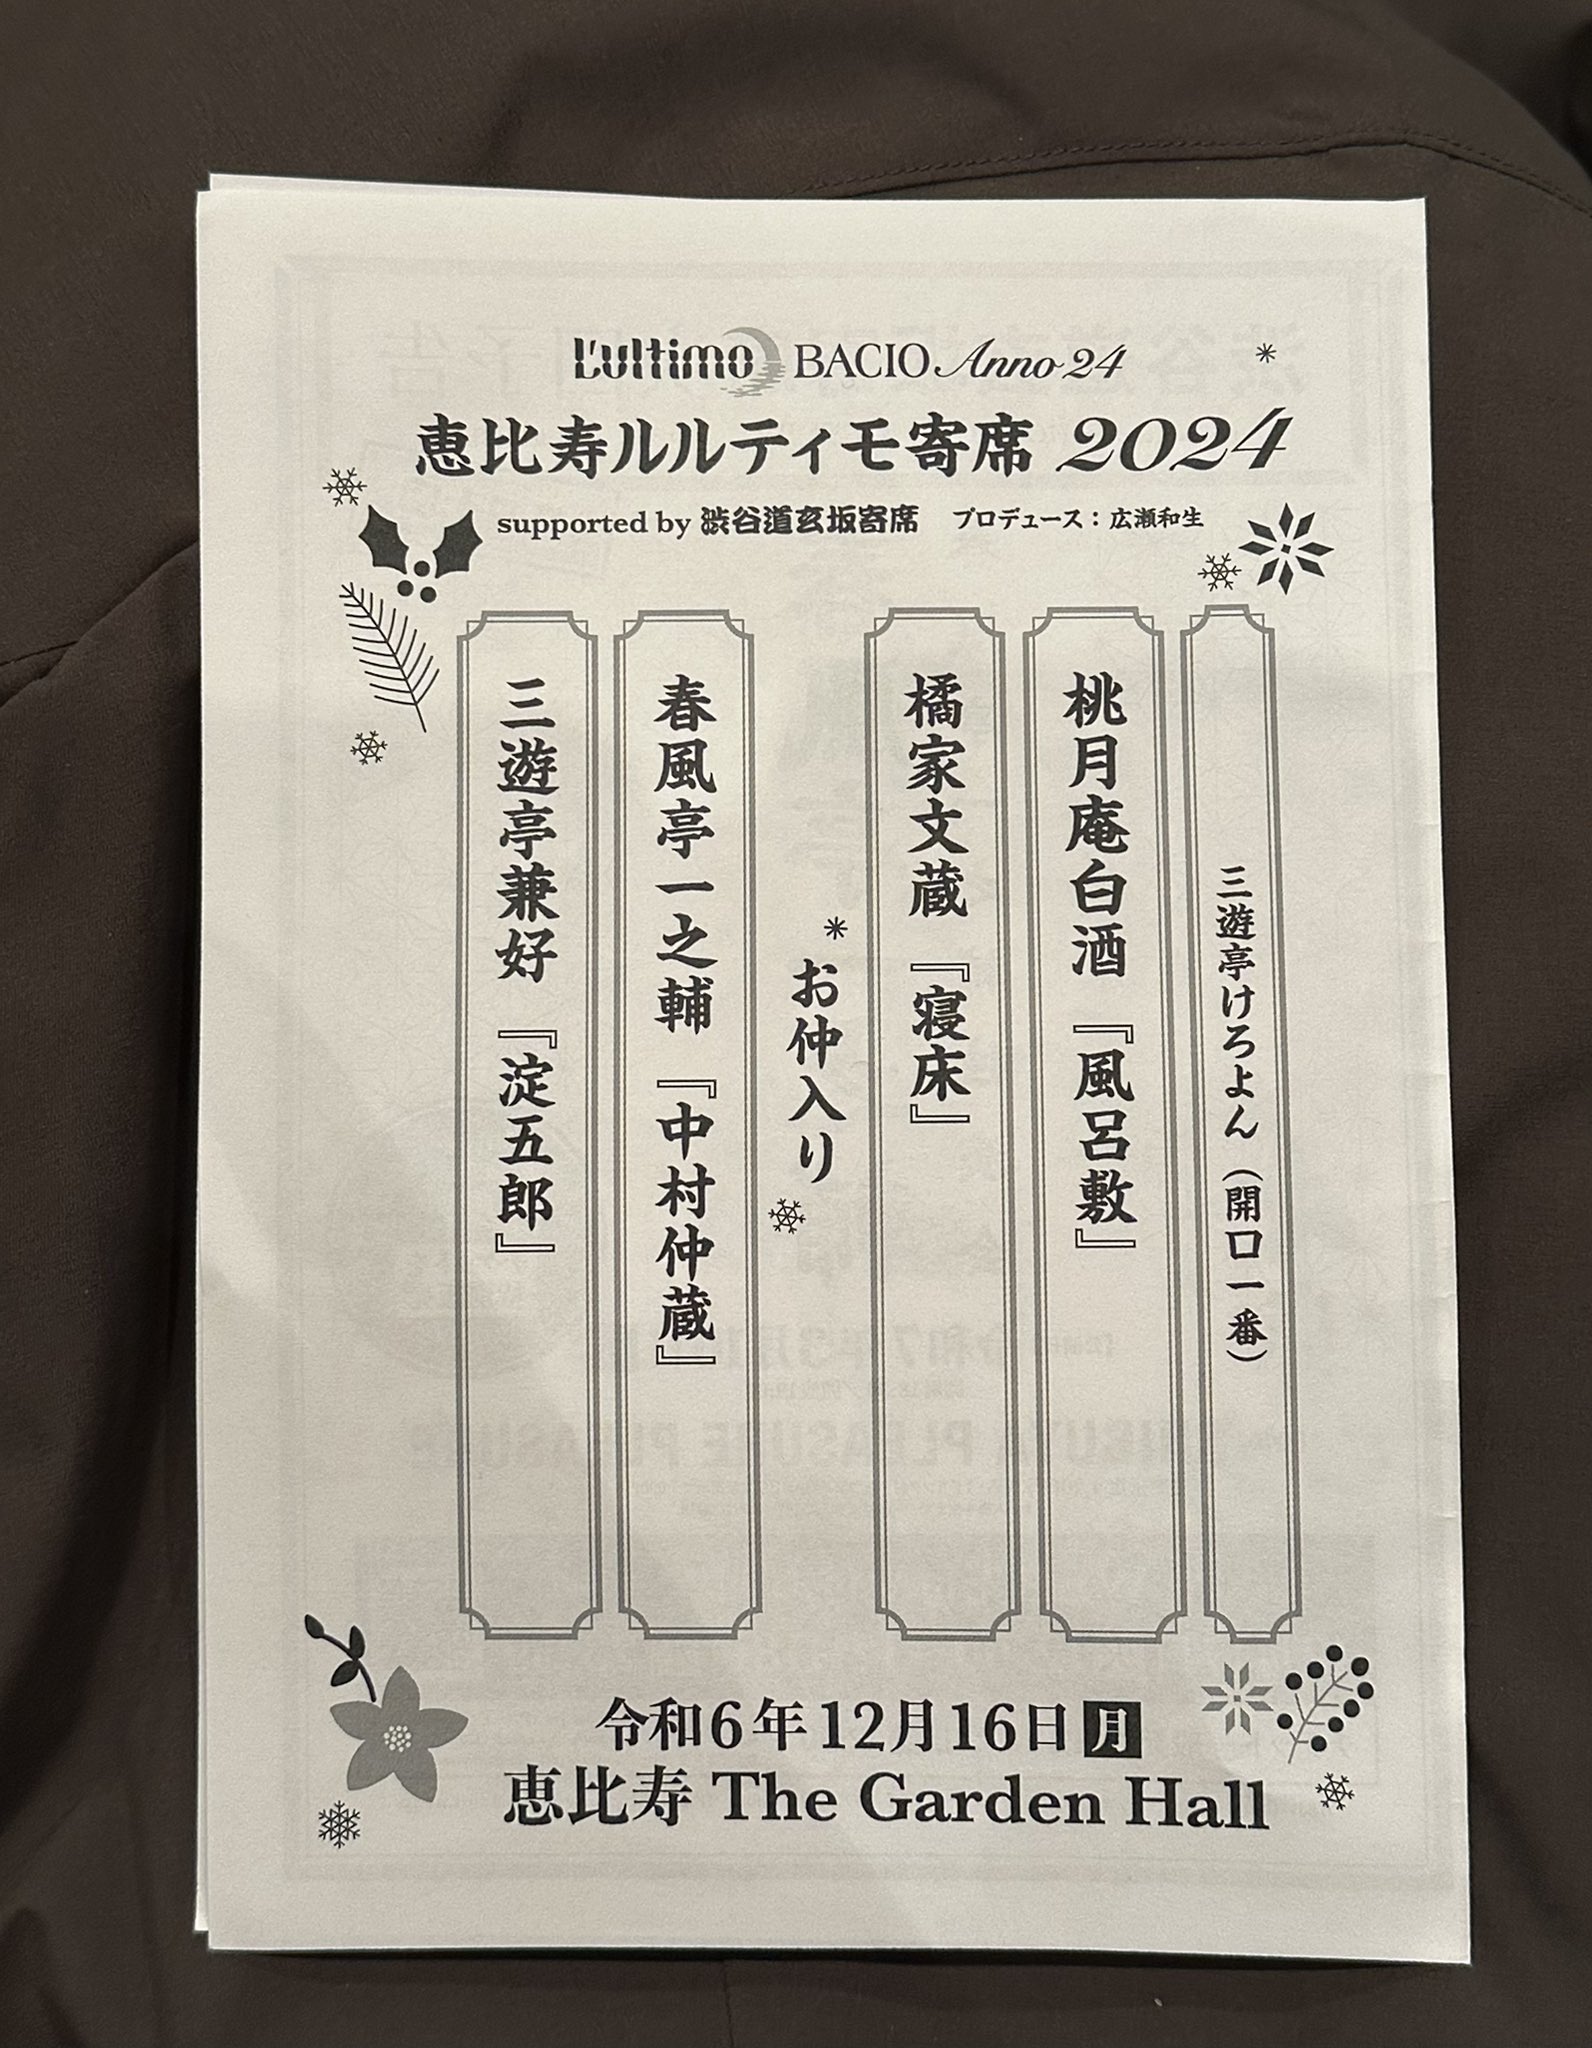 L'ultimo BACIO Anno 24
恵比寿ルルティモ寄席 2024
supported by 渋谷道玄坂寄席 プロデュース：広瀬和生
三遊亭けろよん（開口一番）
桃月庵白酒『風呂敷』
橘家文蔵『寝床』
お仲入り
春風亭一之輔『中村仲蔵』
三遊亭兼好『淀五郎』
令和6年12月16日月
恵比寿 The Garden Hall